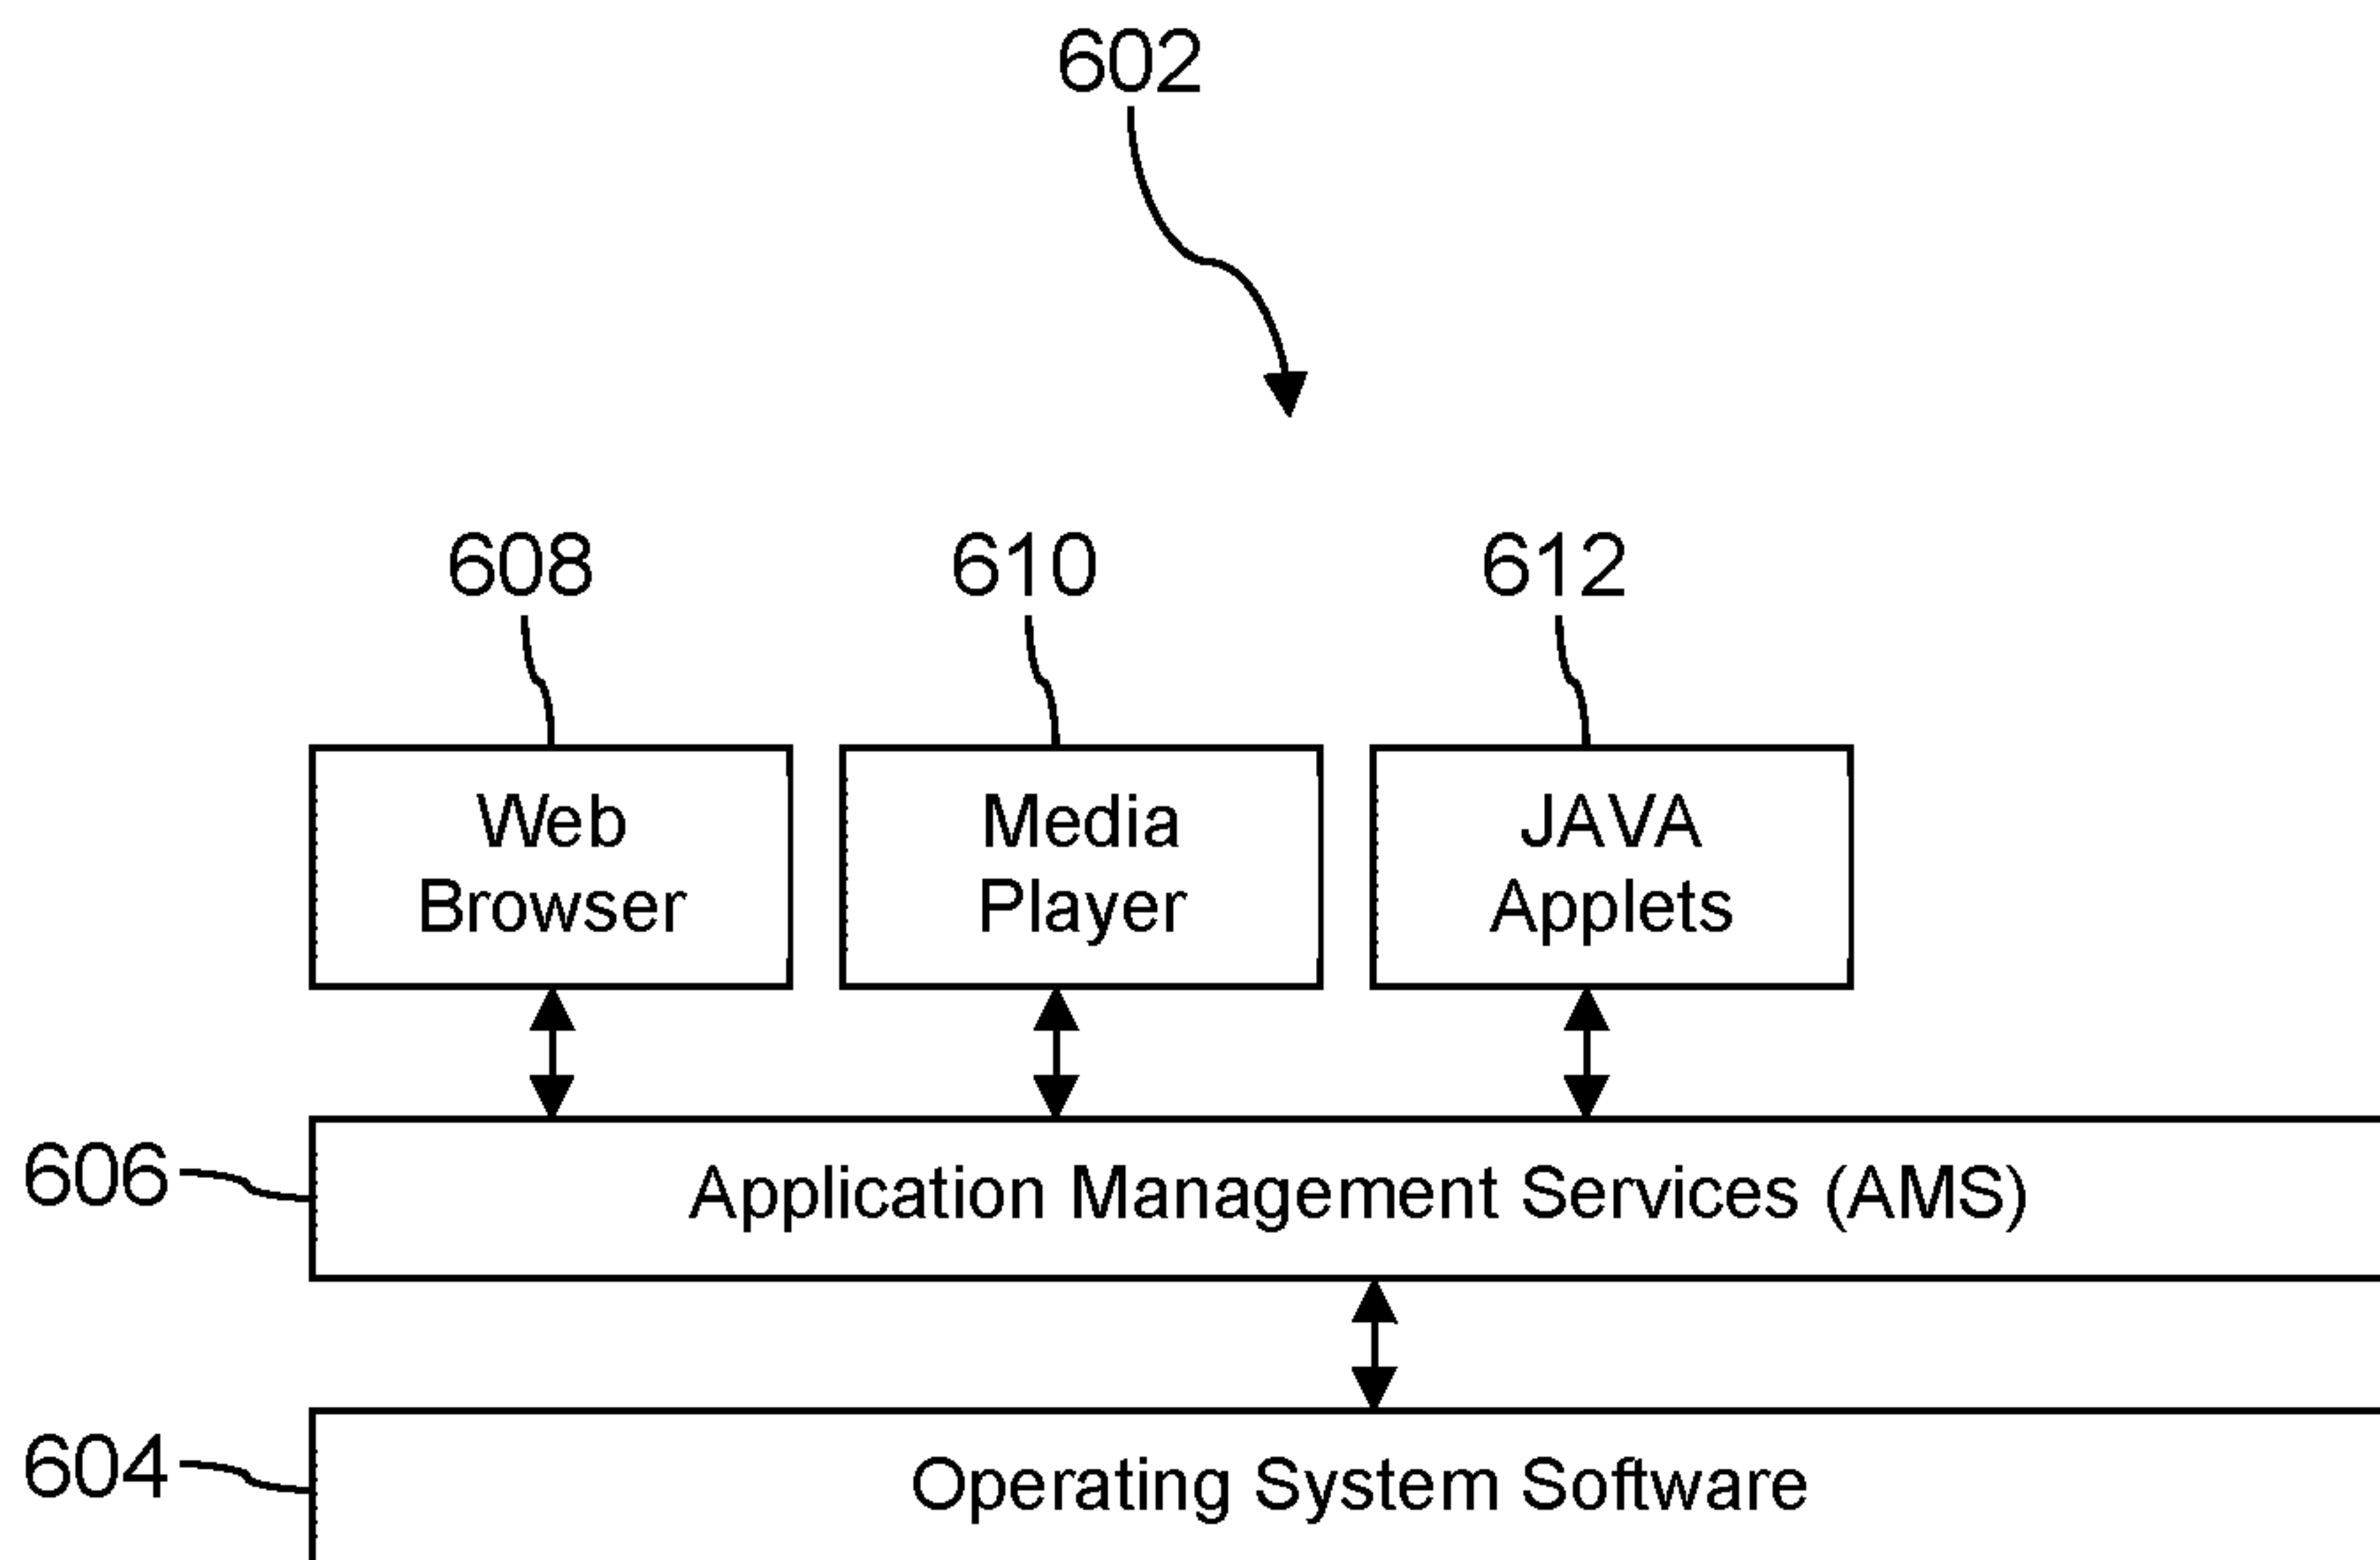 602
608
610
612
Web
Browser
Media
Player
JAVA
Applets
606
Application Management Services (AMS)
604
Operating System Software